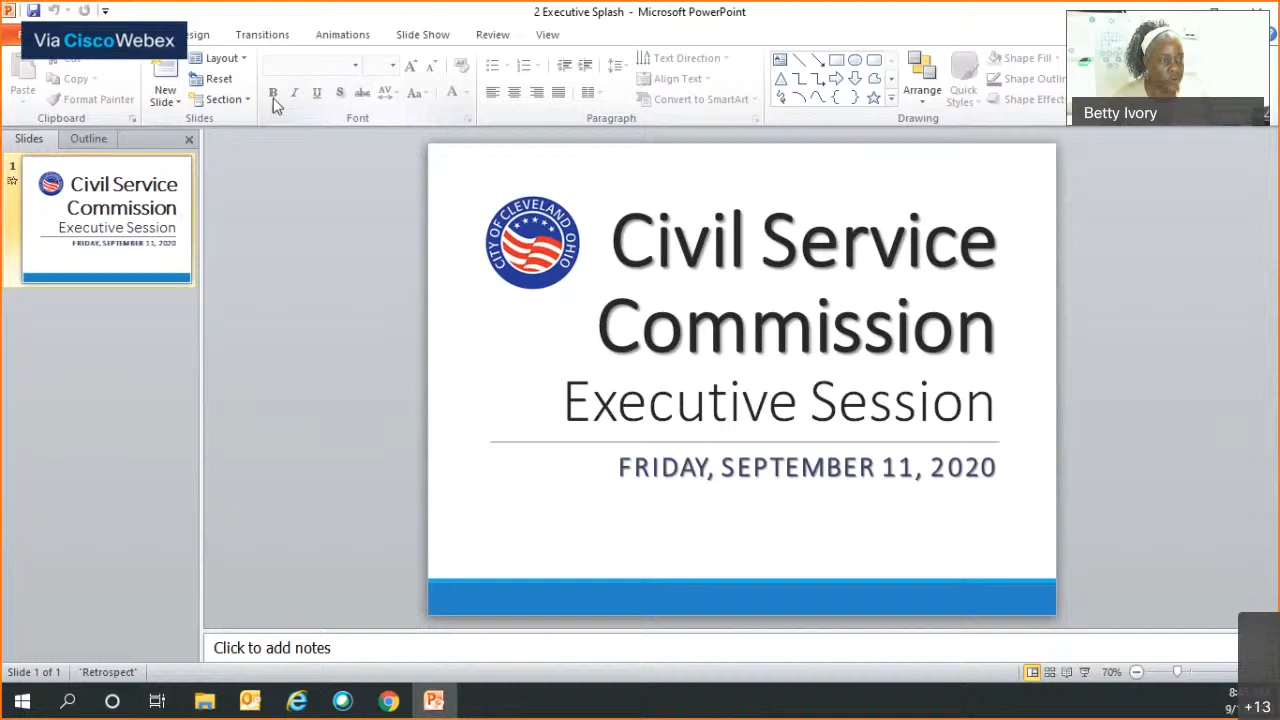 2 Executive Splash - Microsoft PowerPoint
Via Cisco Webex
Transitions
Animations
Slide Show
Review
View
Paste
Copy
Format Painter
Clipboard
New
Slide
Layout
Reset
Section
Slides
Font
Text Direction
Align Text
Convert to SmartArt
Paragraph
Arrange
Quick
Styles
Shape Fill
Shape Outlin
Shape Effect
Drawing
Betty Ivory
Slides
Outline
1
Civil Service
Commission
Executive Session
FRIDAY, SEPTEMBER 11, 2020
CITY OF CLEVELAND, OHIO
Civil Service
Commission
Executive Session
FRIDAY, SEPTEMBER 11, 2020
Click to add notes
Slide 1 of 1
"Retrospect"
70%
+13